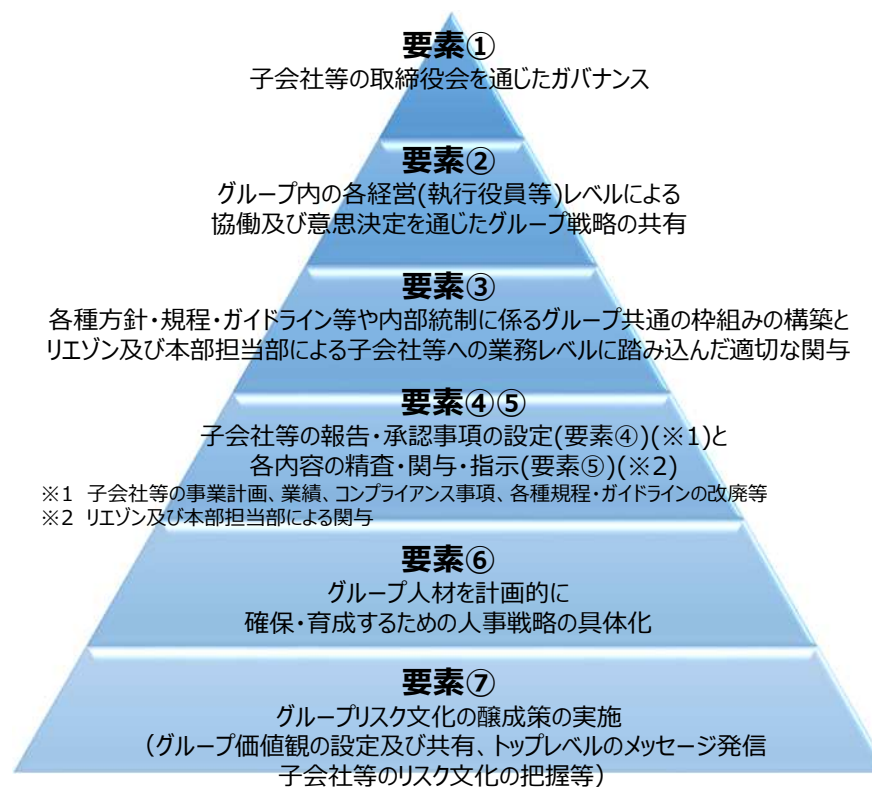 要素①
子会社等の取締役会を通じたガバナンス
要素②
グループ内の各経営(執行役員等)レベルによる
協働及び意思決定を通じたグループ戦略の共有
要素③
各種方針・規程・ガイドライン等や内部統制に係るグループ共通の枠組みの構築と
リエゾン及び本部担当部による子会社等への業務レベルに踏み込んだ適切な関与
要素④⑤
子会社等の報告・承認事項の設定(要素④)(※1)と
各内容の精査・関与・指示(要素⑤)(※2)
※1 子会社等の事業計画、業績、コンプライアンス事項、各種規程・ガイドラインの改廃等
※2 リエゾン及び本部担当部による関与
要素⑥
グループ人材を計画的に
確保・育成するための人事戦略の具体化
要素⑦
グループリスク文化の醸成策の実施
（グループ価値観の設定及び共有、トップレベルのメッセージ発信
子会社等のリスク文化の把握等）